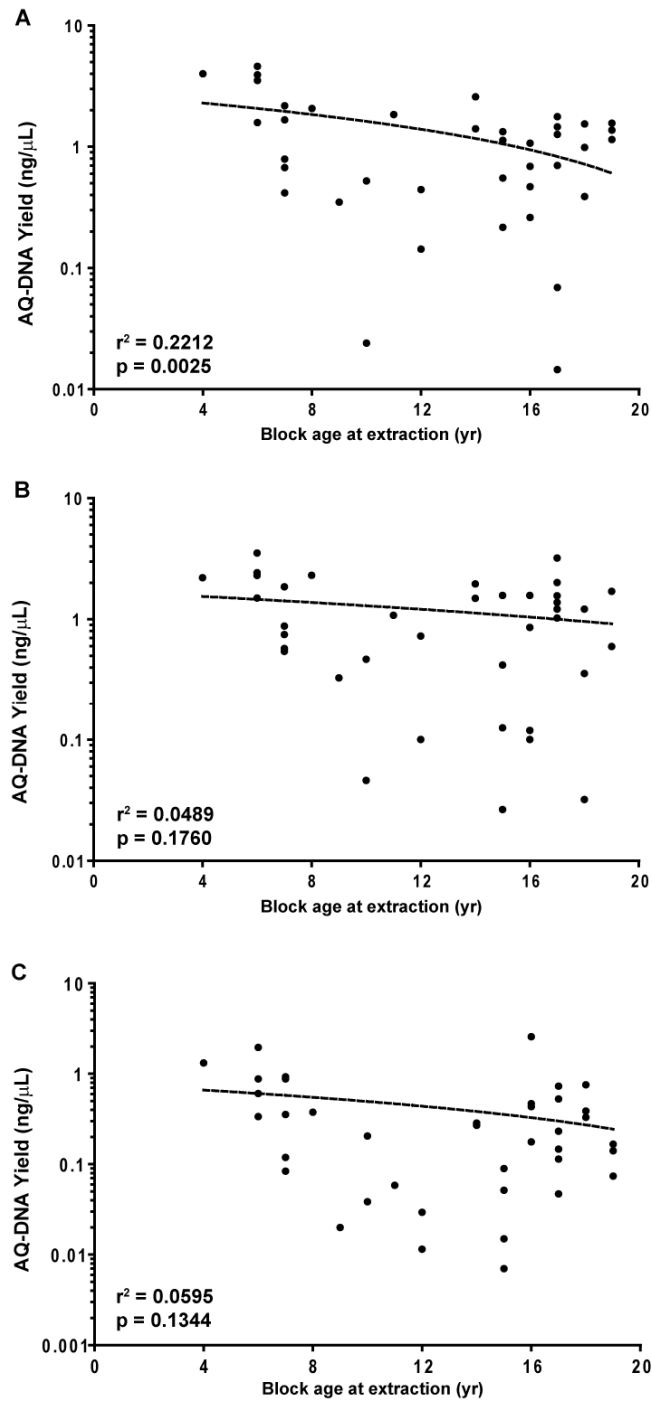 A
10
1
0.1
0.01
AQ-DNA Yield (ng/μL)
r² = 0.2212
p = 0.0025
0 4 8 12 16 20
Block age at extraction (yr)
B
10
1
0.1
0.01
AQ-DNA Yield (ng/μL)
r² = 0.0489
p = 0.1760
0 4 8 12 16 20
Block age at extraction (yr)
C
10
1
0.1
0.01
0.001
AQ-DNA Yield (ng/μL)
r² = 0.0595
p = 0.1344
0 4 8 12 16 20
Block age at extraction (yr)